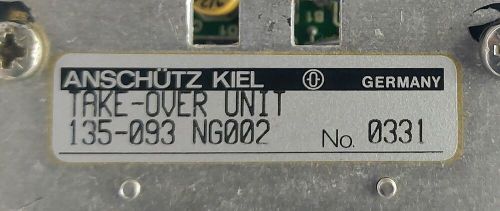 ANSCHÜTZ KIEL GERMANY
TAKE-OVER UNIT
135-093 NG002 No. 0331